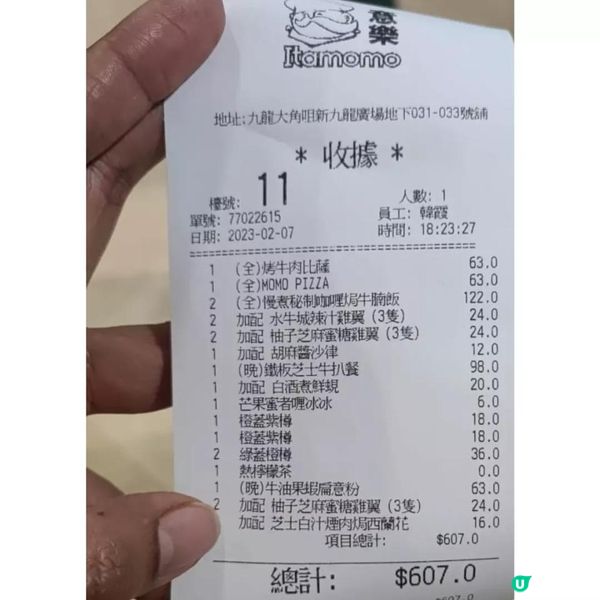 意
樂
Itamomo
地址:九龍大角咀新九龍廣場地下031-033號舖
* 收據 *
檯號: 11 人數: 1
單號: 77022615 員工: 韓霞
日期: 2023-02-07 時間: 18:23:27
1 (全)烤牛肉比薩 63.0
1 (全)MOMO PIZZA 63.0
2 (全)慢煮秘制咖喱焗牛腩飯 122.0
2 加配 水牛城辣汁雞翼 (3隻) 24.0
2 加配 柚子芝麻蜜糖雞翼 (3隻) 24.0
1 加配 胡麻醬沙律 12.0
1 (晚)鐵板芝士牛扒餐 98.0
1 加配 白酒煮鮮蜆 20.0
1 芒果蜜者喱冰冰 6.0
1 橙蓋紫樽 18.0
1 橙蓋紫樽 18.0
2 綠蓋橙樽 36.0
1 熱檸檬茶 0.0
1 (晚)牛油果蝦扁意粉 63.0
2 加配 柚子芝麻蜜糖雞翼 (3隻) 24.0
加配 芝士白汁煙肉焗西蘭花 16.0
項目總計: $607.0
總計: $607.0
U